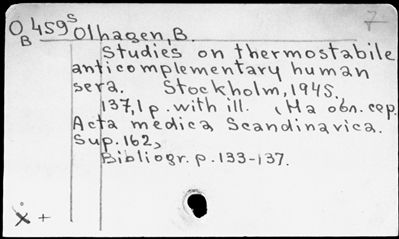 O 459 s Olhagen, B. 7
B
Studies on thermostabile
anticomplementary human
sera. Stockholm, 1945.
137,1 p. with ill. (На обл. сер.
Acta medica Scandinavica.
Sup. 162,
Bibliogr. p. 133-137.
x +